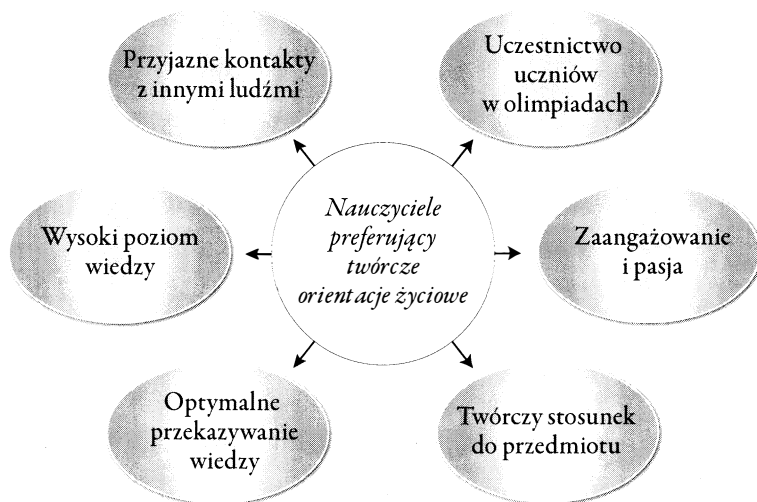 Przyjazne kontakty
z innymi ludźmi
Uczestnictwo
uczniów
w olimpiadach
Nauczyciele
preferujący
twórcze
orientacje życiowe
Wysoki poziom
wiedzy
Zaangażowanie
i pasja
Optymalne
przekazywanie
wiedzy
Twórczy stosunek
do przedmiotu